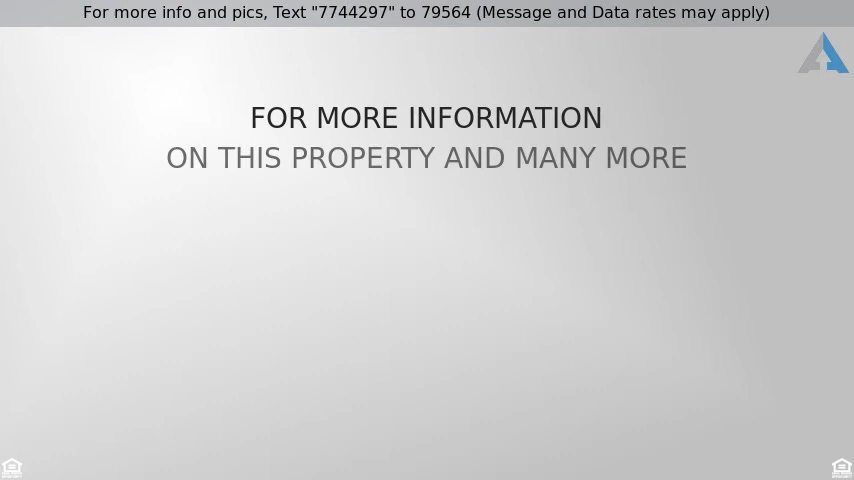 For more info and pics, Text "7744297" to 79564 (Message and Data rates may apply)
FOR MORE INFORMATION
ON THIS PROPERTY AND MANY MORE